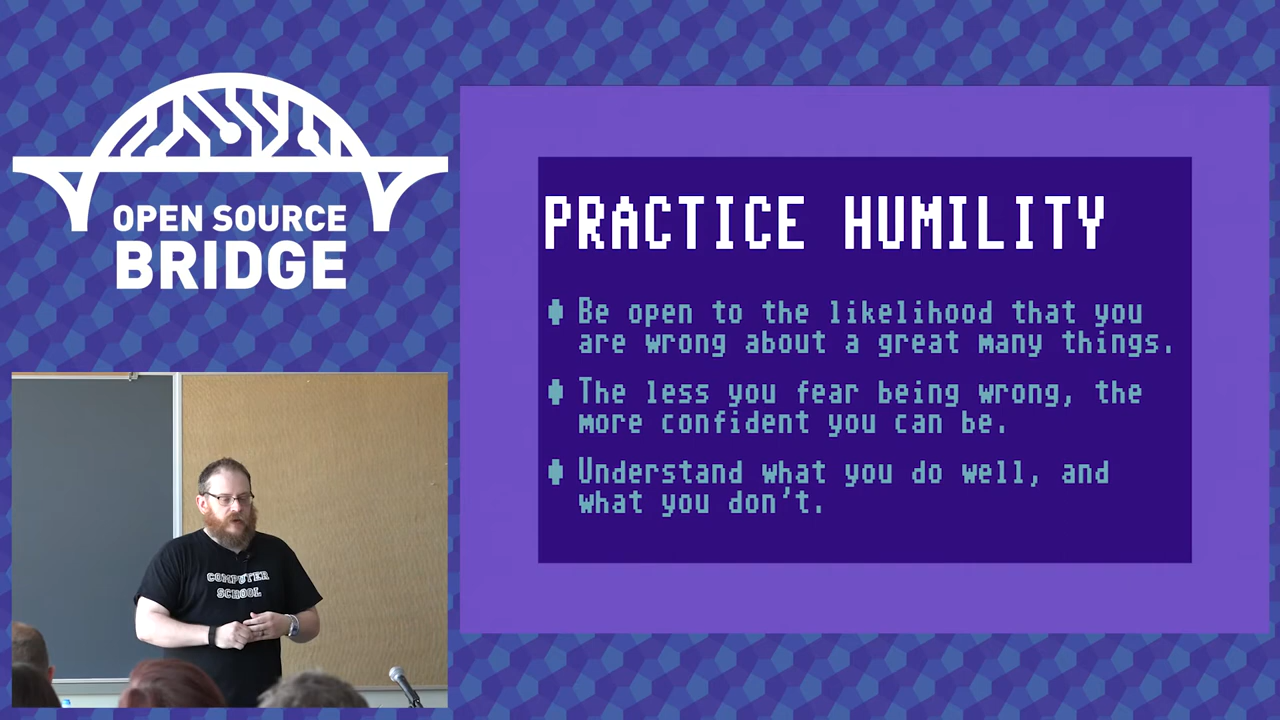 OPEN SOURCE
BRIDGE
PRACTICE HUMILITY
Be open to the likelihood that you
are wrong about a great many things.
The less you fear being wrong, the
more confident you can be.
Understand what you do well, and
what you don't.
COMPUTER
SCHOOL